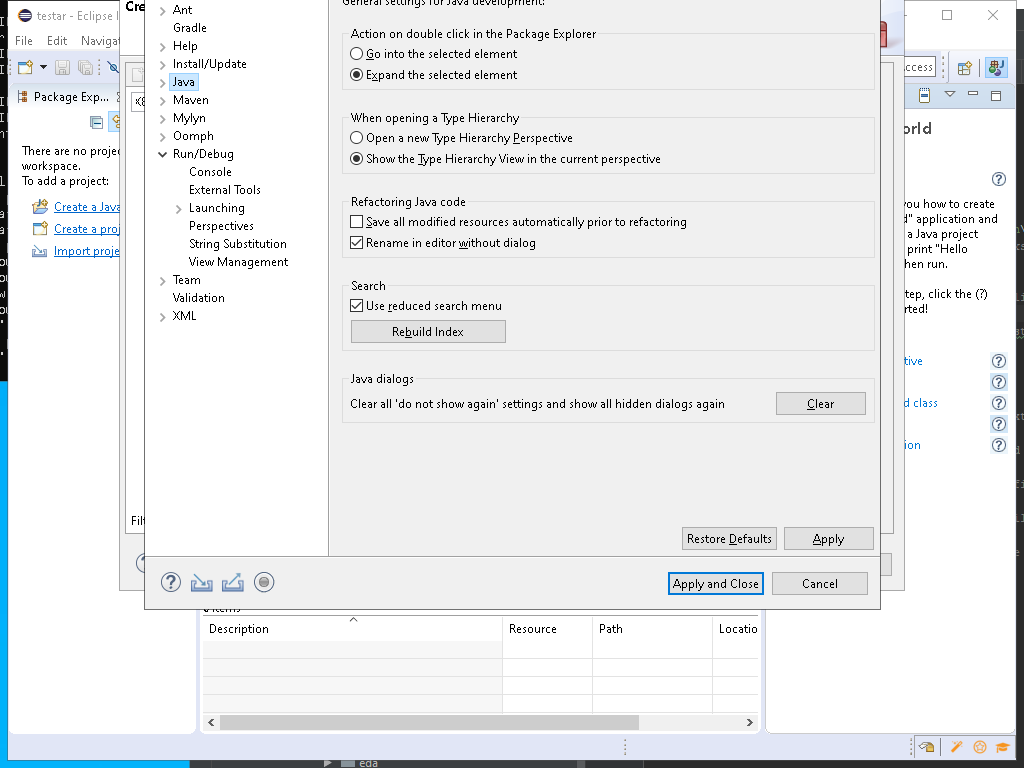 testar - Eclipse I
Cre
General settings for Java development:
File Edit Navigat
Ant
Gradle
Help
Install/Update
Java
Maven
Mylyn
Oomph
Run/Debug
Console
External Tools
Launching
Perspectives
String Substitution
View Management
Team
Validation
XML
Action on double click in the Package Explorer
Go into the selected element
Expand the selected element
When opening a Type Hierarchy
Open a new Type Hierarchy Perspective
Show the Type Hierarchy View in the current perspective
Refactoring Java code
Save all modified resources automatically prior to refactoring
Rename in editor without dialog
Search
Use reduced search menu
Rebuild Index
Java dialogs
Clear all 'do not show again' settings and show all hidden dialogs again
Clear
Restore Defaults
Apply
Apply and Close
Cancel
Package Exp...
There are no proje
workspace.
To add a project:
Create a Java
Create a proj
Import proje
Filt
ccess
orld
you how to create
d" application and
a Java project
print "Hello
hen run.
tep, click the (?)
rted!
tive
d class
ion
Items
Description
Resource
Path
Locatio
eda